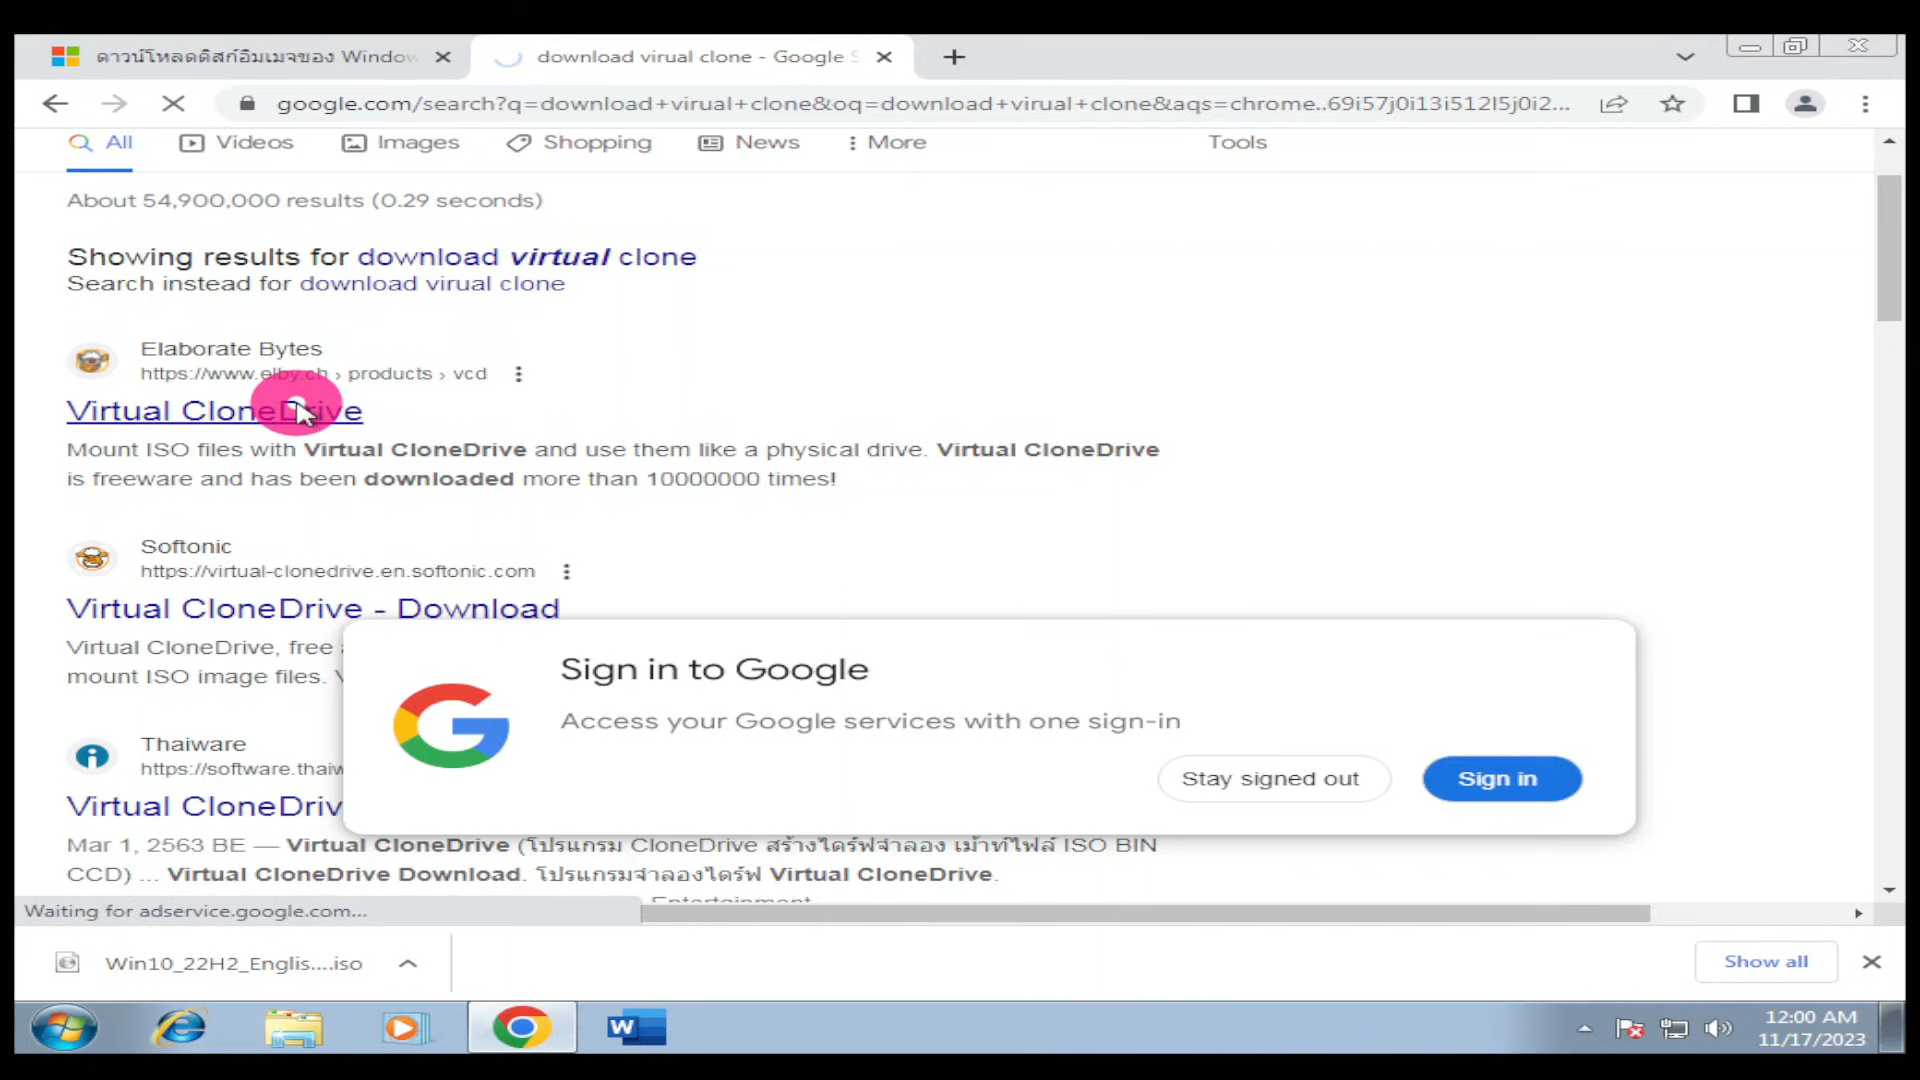 ดาวน์โหลดดิสก์อิมเมจของ Windov
download virual clone - Google S
google.com/search?q=download+virual+clone&oq=download+virual+clone&aqs=chrome..69i57j0i13i512l5j0i2...
All Videos Images Shopping News More Tools
About 54,900,000 results (0.29 seconds)
Showing results for download virtual clone
Search instead for download virual clone
Elaborate Bytes
https://www.elby.ch › products › vcd
Virtual CloneDrive
Mount ISO files with Virtual CloneDrive and use them like a physical drive. Virtual CloneDrive
is freeware and has been downloaded more than 10000000 times!
Softonic
https://virtual-clonedrive.en.softonic.com
Virtual CloneDrive - Download
Virtual CloneDrive, free
mount ISO image files.
Sign in to Google
Access your Google services with one sign-in
Stay signed out
Sign in
Thaiware
https://software.thaiw
Virtual CloneDriv
Mar 1, 2563 BE — Virtual CloneDrive (โปรแกรม CloneDrive สร้างไดร์ฟจำลอง เม้าท์ไฟล์ ISO BIN
CCD) ... Virtual CloneDrive Download. โปรแกรมจำลองไดร์ฟ Virtual CloneDrive.
Entertainment
Waiting for adservice.google.com...
Win10_22H2_Englis....iso
Show all
12:00 AM
11/17/2023